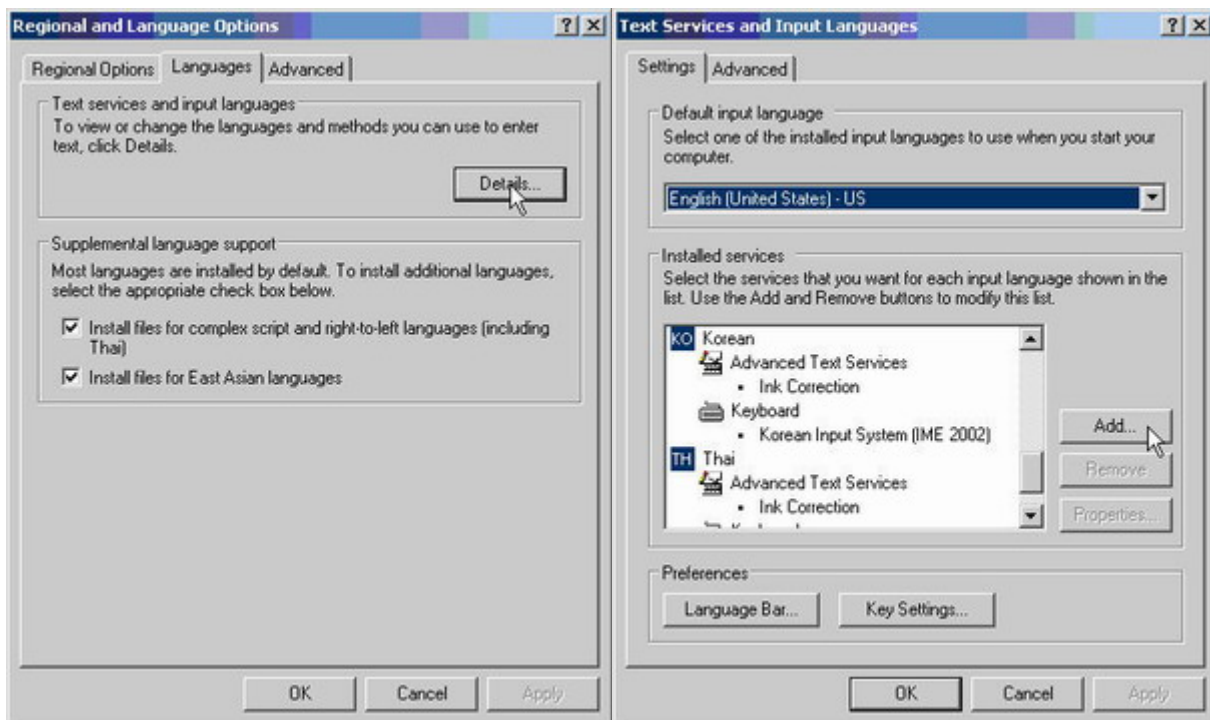 Regional and Language Options
Regional Options Languages Advanced
Text services and input languages
To view or change the languages and methods you can use to enter
text, click Details.
Details...
Supplemental language support
Most languages are installed by default. To install additional languages,
select the appropriate check box below.
Install files for complex script and right-to-left languages (including
Thai)
Install files for East Asian languages
OK Cancel Apply
Text Services and Input Languages
Settings Advanced
Default input language
Select one of the installed input languages to use when you start your
computer.
English (United States) - US
Installed services
Select the services that you want for each input language shown in the
list. Use the Add and Remove buttons to modify this list.
KO Korean
Advanced Text Services
• Ink Correction
Keyboard
• Korean Input System (IME 2002)
TH Thai
Advanced Text Services
• Ink Correction
Add...
Remove
Properties...
Preferences
Language Bar... Key Settings...
OK Cancel Apply